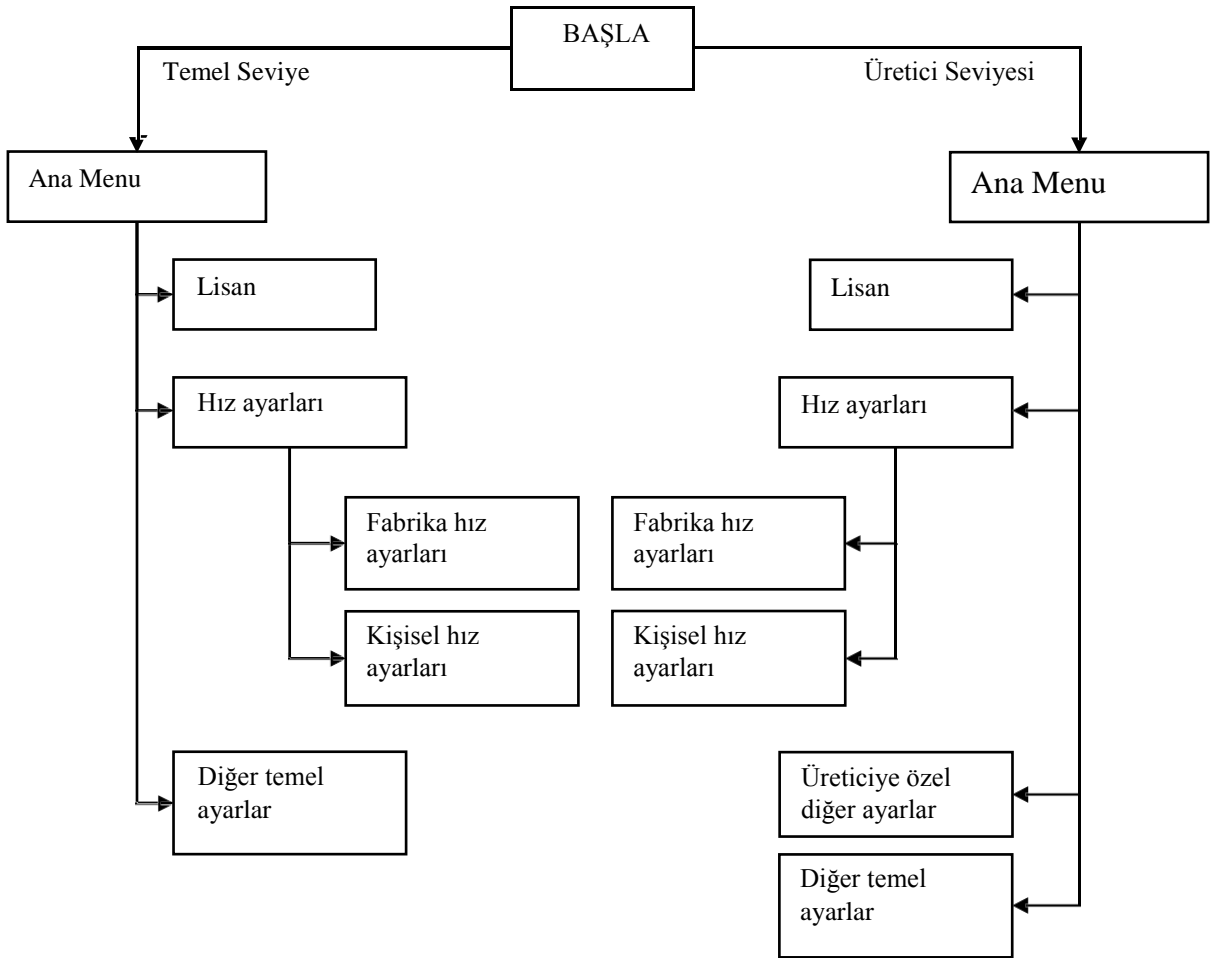 BAŞLA
Temel Seviye
Üretici Seviyesi
Ana Menu
Ana Menu
Lisan
Lisan
Hız ayarları
Hız ayarları
Fabrika hız
ayarları
Fabrika hız
ayarları
Kişisel hız
ayarları
Kişisel hız
ayarları
Diğer temel
ayarlar
Üreticiye özel
diğer ayarlar
Diğer temel
ayarlar